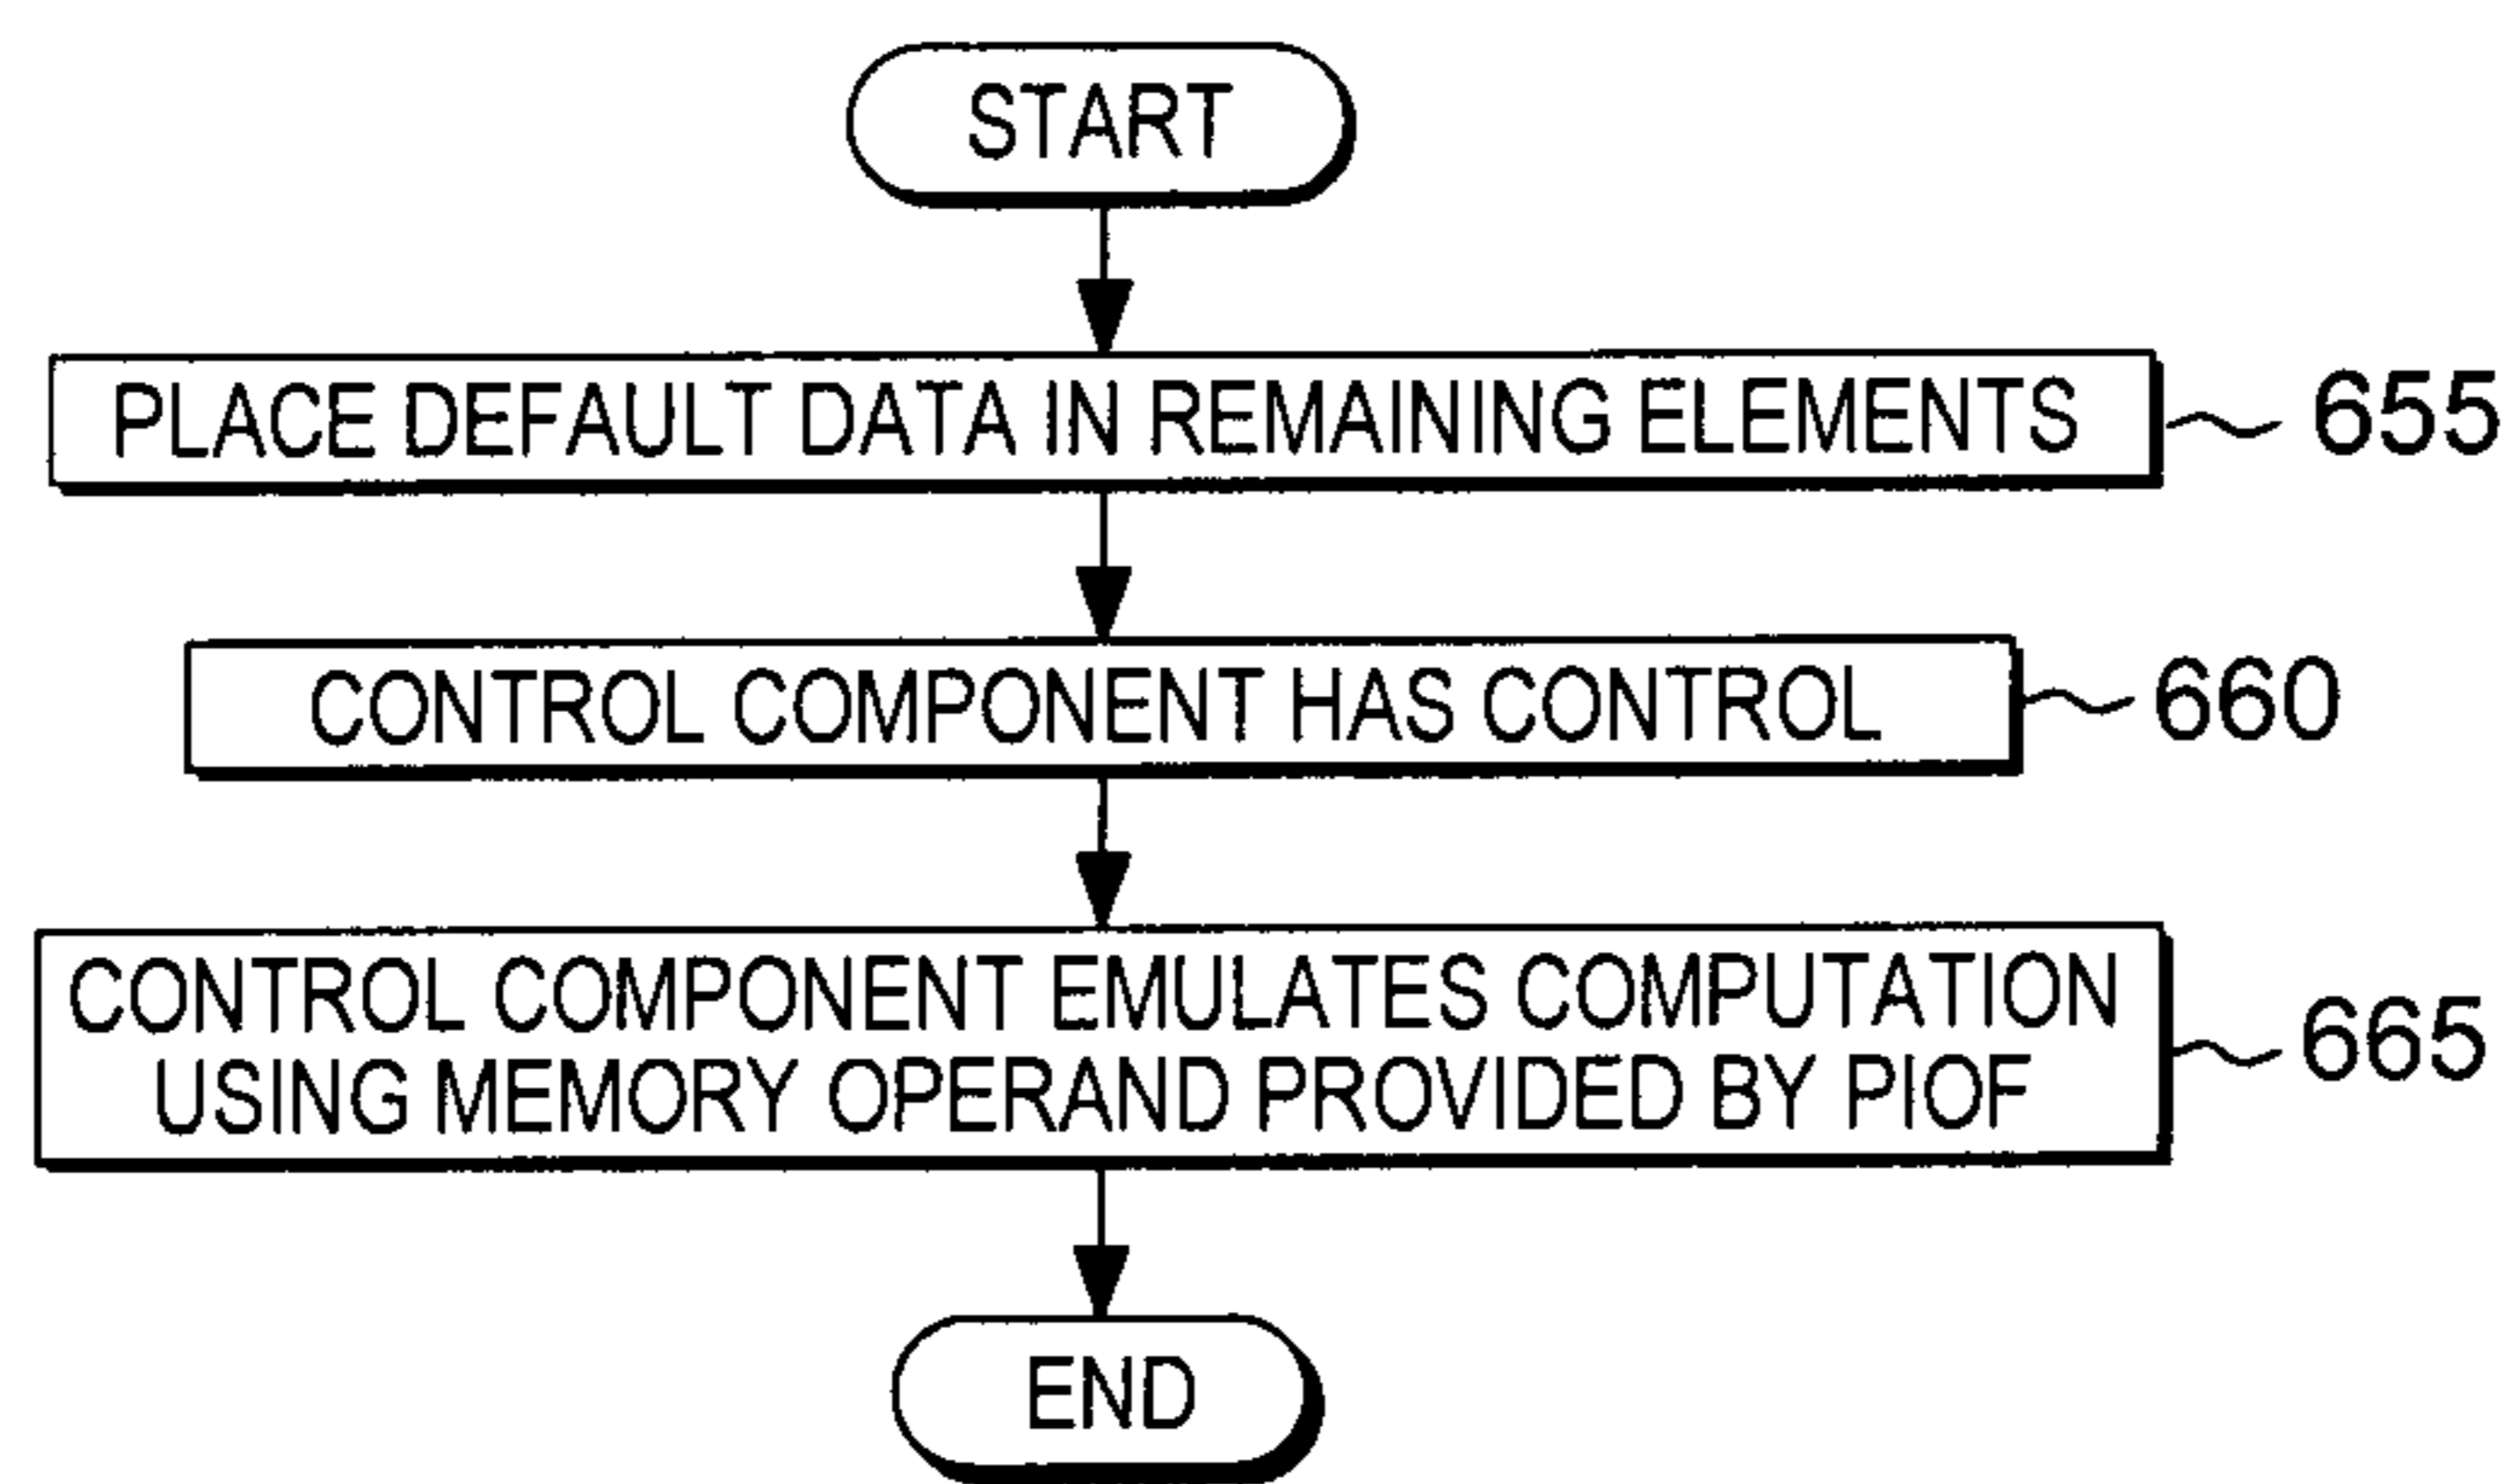 START
PLACE DEFAULT DATA IN REMAINING ELEMENTS 655
CONTROL COMPONENT HAS CONTROL 660
CONTROL COMPONENT EMULATES COMPUTATION
USING MEMORY OPERAND PROVIDED BY PIOF 665
END